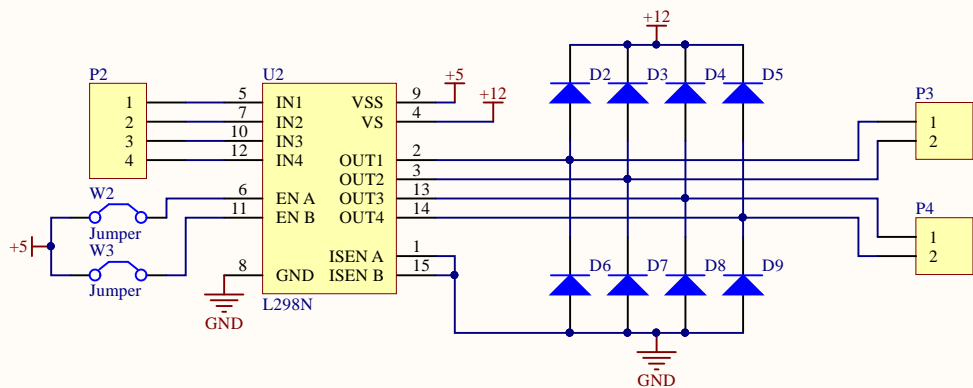 +12
P2 U2 D2 D3 D4 D5
+5
+12
P3
1 5 IN1 VSS 9
2 7 IN2 VS 4
3 10 IN3
4 12 IN4 OUT1 2
OUT2 3
1
2
W2 6 EN A OUT3 13
Jumper 11 EN B OUT4 14
P4
1
2
+5
W3 ISEN A 1
Jumper 8 GND ISEN B 15
D6 D7 D8 D9
GND L298N
GND